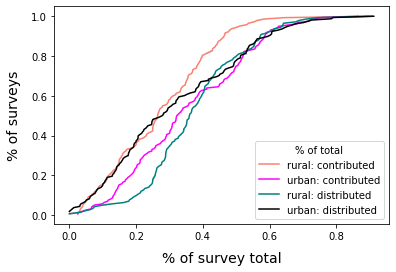 1.0
0.8
0.6
0.4
0.2
0.0
% of surveys
0.0 0.2 0.4 0.6 0.8
% of survey total
% of total
rural: contributed
urban: contributed
rural: distributed
urban: distributed